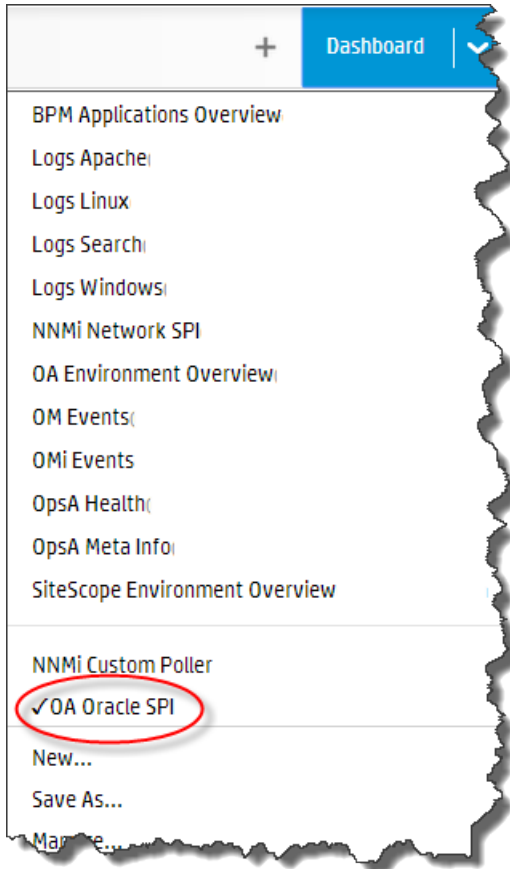 + Dashboard
BPM Applications Overview
Logs Apache
Logs Linux
Logs Search
Logs Windows
NNMi Network SPI
OA Environment Overview
OM Events
OMi Events
OpsA Health
OpsA Meta Info
SiteScope Environment Overview
NNMi Custom Poller
✓OA Oracle SPI
New...
Save As...